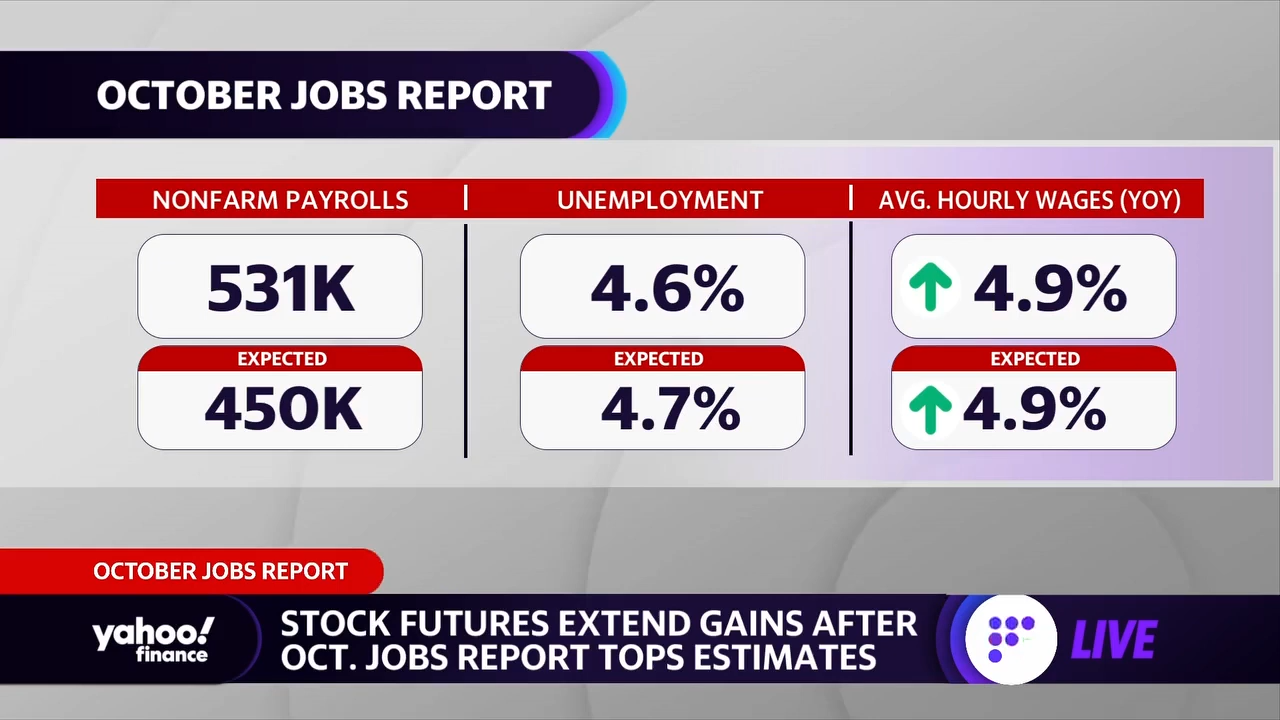 OCTOBER JOBS REPORT
NONFARM PAYROLLS
UNEMPLOYMENT
AVG. HOURLY WAGES (YOY)
531K
4.6%
4.9%
EXPECTED
EXPECTED
EXPECTED
450K
4.7%
4.9%
OCTOBER JOBS REPORT
yahoo!
finance
STOCK FUTURES EXTEND GAINS AFTER
OCT. JOBS REPORT TOPS ESTIMATES
LIVE